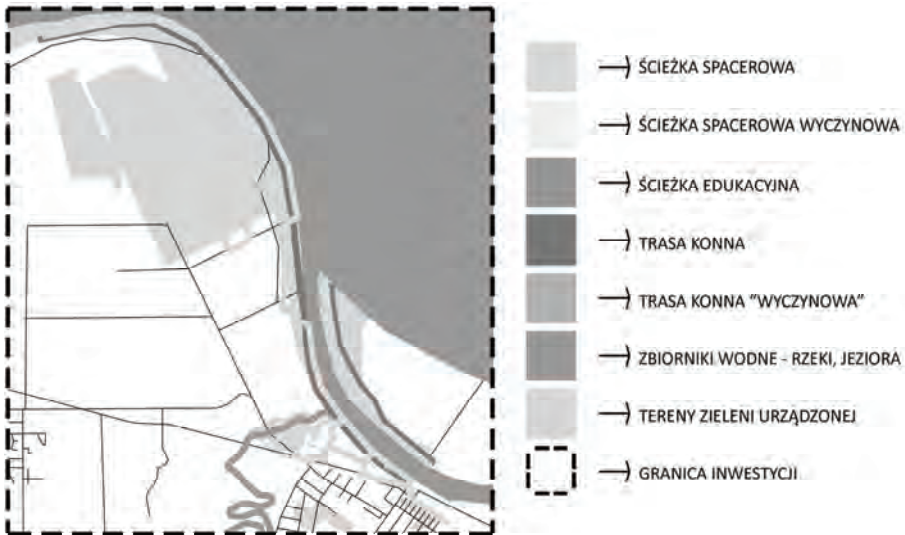 ŚCIEŻKA SPACEROWA
ŚCIEŻKA SPACEROWA WYCZYNOWA
ŚCIEŻKA EDUKACYJNA
TRASA KONNA
TRASA KONNA "WYCZYNOWA"
ZBIORNIKI WODNE - RZEKI, JEZIORA
TERENY ZIELENI URZĄDZONEJ
GRANICA INWESTYCJI